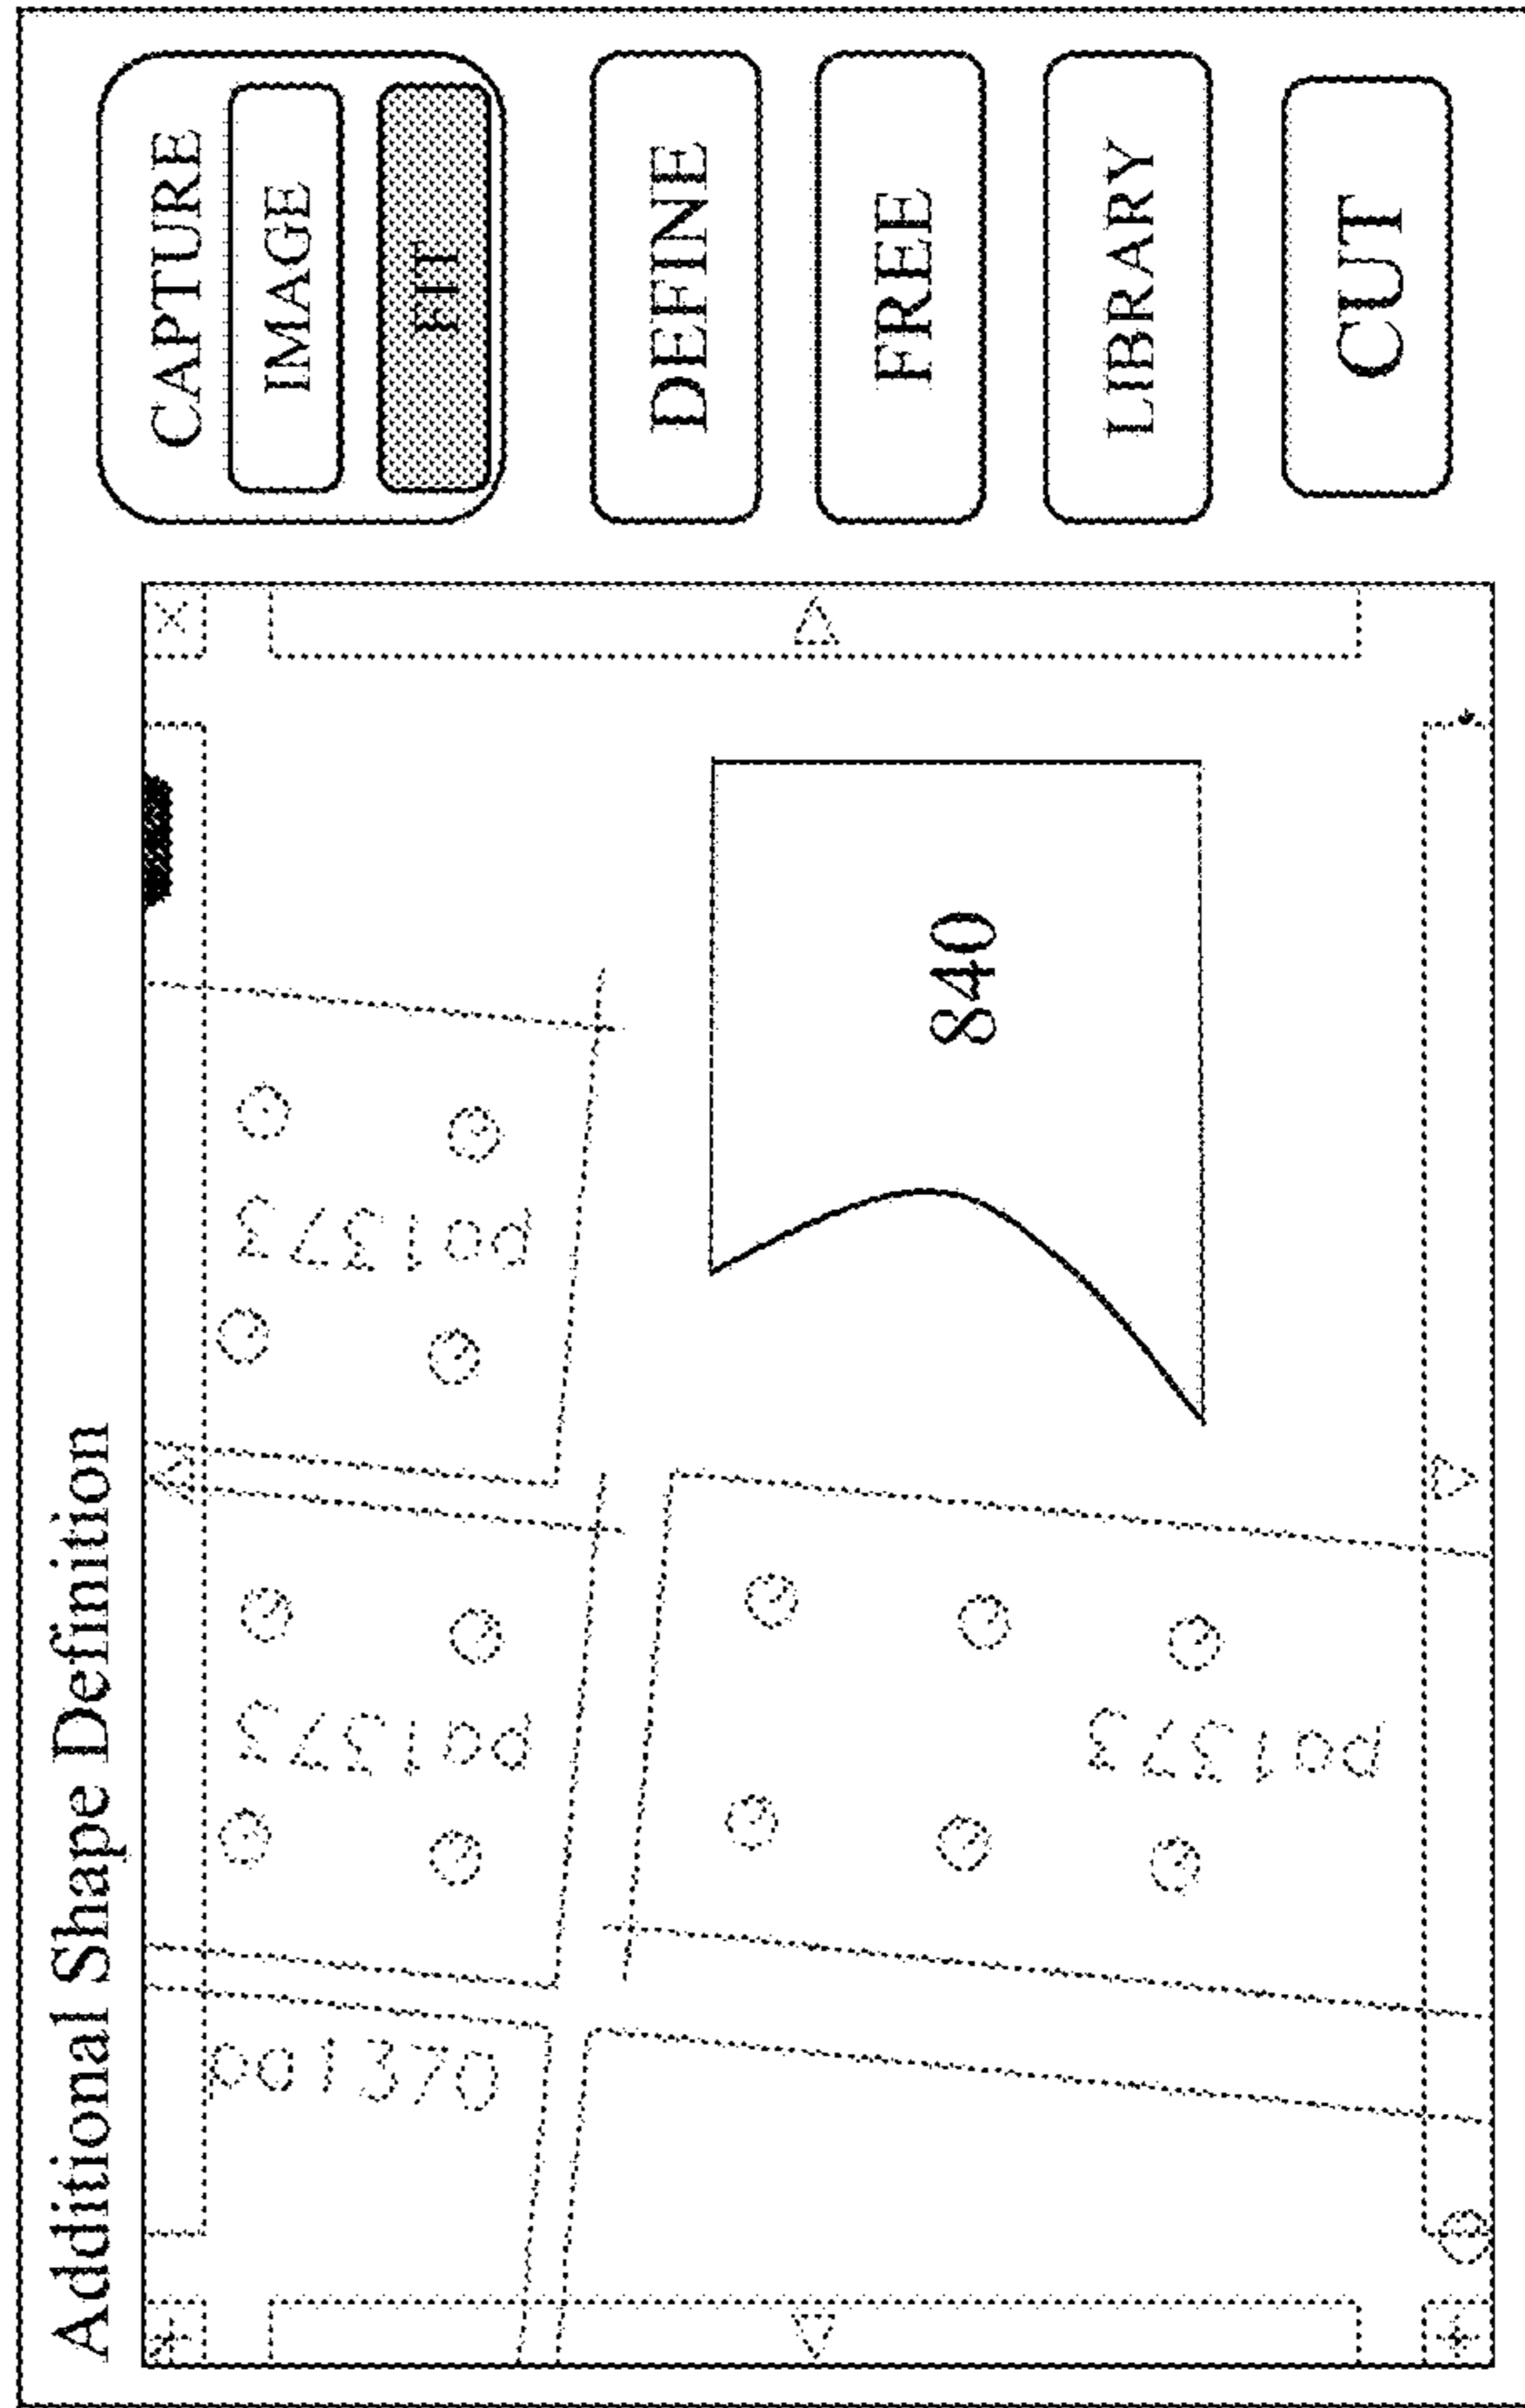 Additional Shape Definition
pa1370
pa1373
pa1373
pa1373
840
CAPTURE
IMAGE
FIT
DEFINE
FREE
LIBRARY
CUT